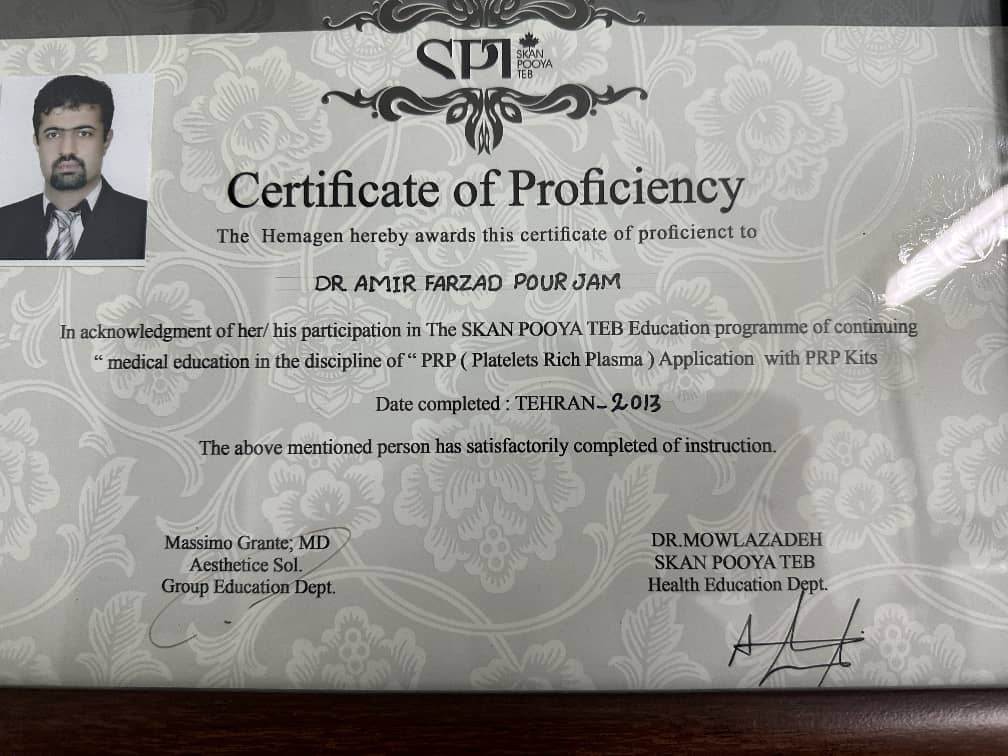 SPT
SKAN
POOYA
TEB
Certificate of Proficiency
The Hemagen hereby awards this certificate of proficienct to
DR. AMIR FARZAD POUR JAM
In acknowledgment of her/ his participation in The SKAN POOYA TEB Education programme of continuing
“ medical education in the discipline of “ PRP ( Platelets Rich Plasma ) Application with PRP Kits
Date completed : TEHRAN-2013
The above mentioned person has satisfactorily completed of instruction.
Massimo Grante; MD
Aesthetice Sol.
Group Education Dept.
DR.MOWLAZADEH
SKAN POOYA TEB
Health Education Dept.